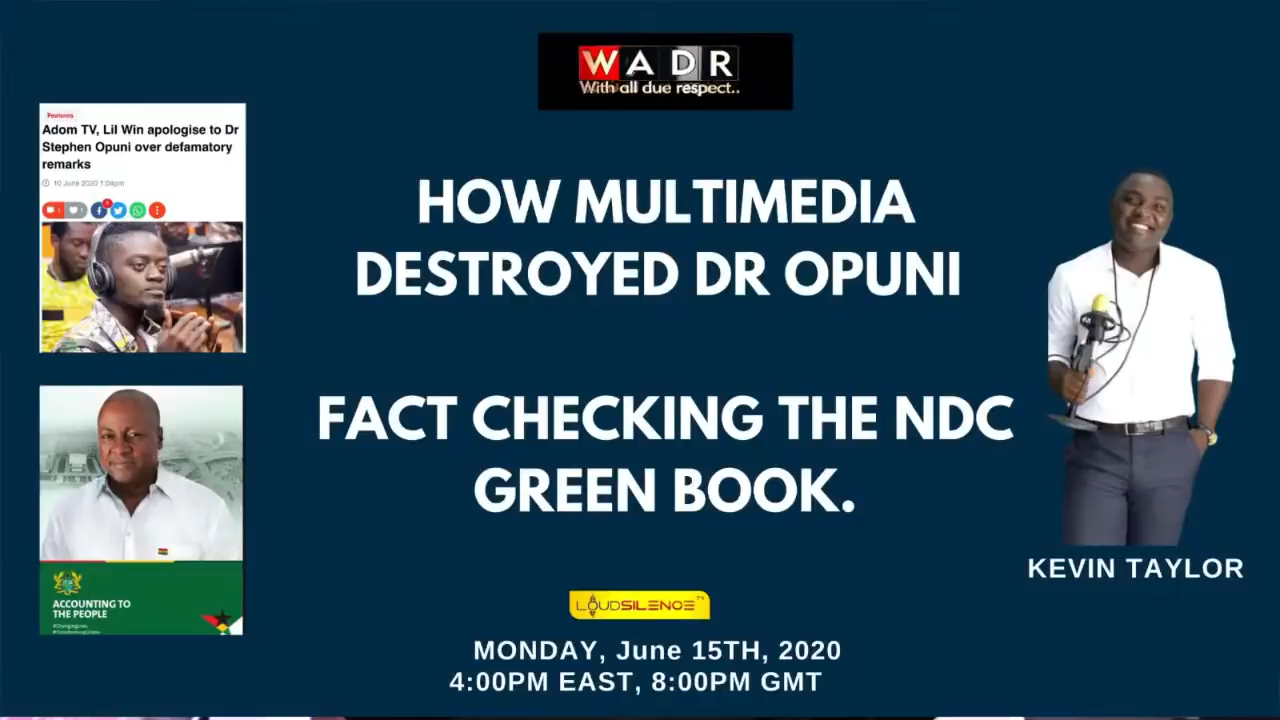 WADR
With all due respect..
Features
Adom TV, Lil Win apologise to Dr
Stephen Opuni over defamatory
remarks
10 June 2020 1:04pm
HOW MULTIMEDIA
DESTROYED DR OPUNI
FACT CHECKING THE NDC
GREEN BOOK.
KEVIN TAYLOR
ACCOUNTING TO
THE PEOPLE
LOUDSILENCE
MONDAY, June 15TH, 2020
4:00PM EAST, 8:00PM GMT